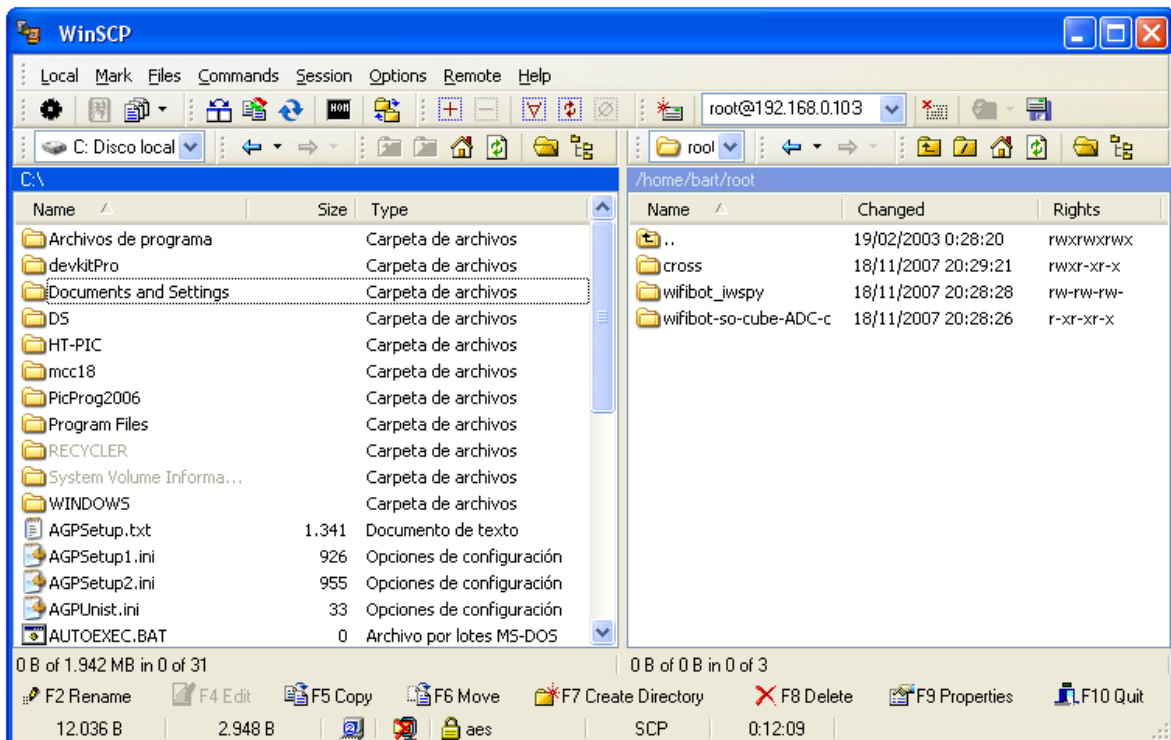 WinSCP
Local Mark Files Commands Session Options Remote Help
root@192.168.0.103
C: Disco local
root
C:\
/home/bart/root
Name Size Type
Name Changed Rights
Archivos de programa Carpeta de archivos
.. 19/02/2003 0:28:20 rwxrwxrwx
devkitPro Carpeta de archivos
cross 18/11/2007 20:29:21 rwxr-xr-x
Documents and Settings Carpeta de archivos
wifibot_iwspy 18/11/2007 20:28:28 rw-rw-rw-
DS Carpeta de archivos
wifibot-so-cube-ADC-c 18/11/2007 20:28:26 r-xr-xr-x
HT-PIC Carpeta de archivos
mcc18 Carpeta de archivos
PicProg2006 Carpeta de archivos
Program Files Carpeta de archivos
RECYCLER Carpeta de archivos
System Volume Informa... Carpeta de archivos
WINDOWS Carpeta de archivos
AGPSetup.txt 1.341 Documento de texto
AGPSetup1.ini 926 Opciones de configuración
AGPSetup2.ini 955 Opciones de configuración
AGPUnist.ini 33 Opciones de configuración
AUTOEXEC.BAT 0 Archivo por lotes MS-DOS
0 B of 1.942 MB in 0 of 31
0 B of 0 B in 0 of 3
F2 Rename F4 Edit F5 Copy F6 Move F7 Create Directory F8 Delete F9 Properties F10 Quit
12.036 B 2.948 B aes SCP 0:12:09